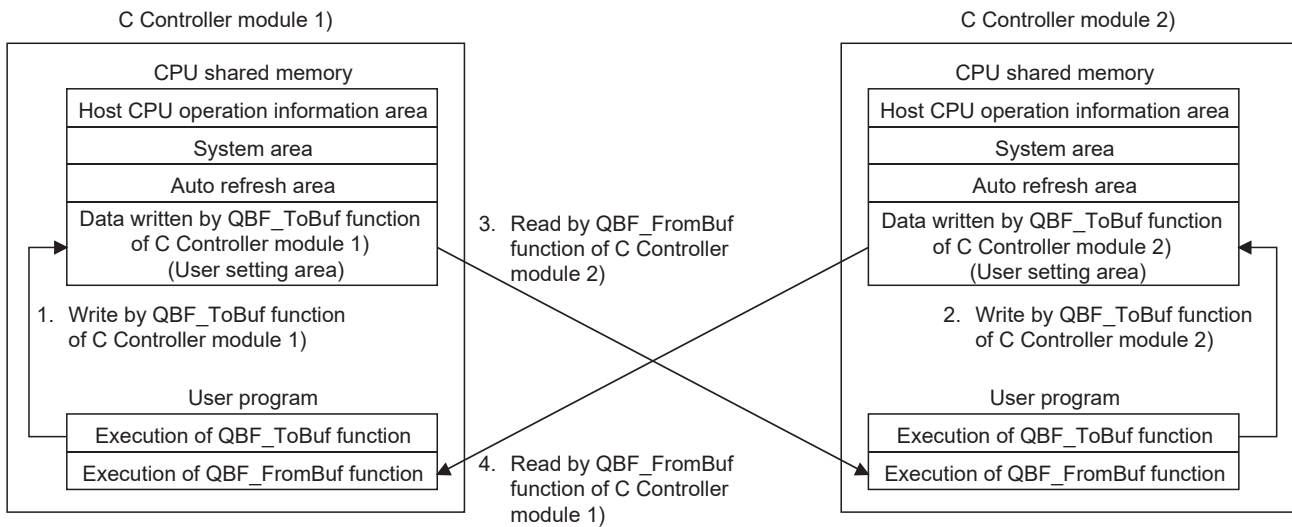 C Controller module 1)
CPU shared memory
Host CPU operation information area
System area
Auto refresh area
Data written by QBF_ToBuf function
of C Controller module 1)
(User setting area)
1. Write by QBF_ToBuf function
of C Controller module 1)
User program
Execution of QBF_ToBuf function
Execution of QBF_FromBuf function
3. Read by QBF_FromBuf
function of C Controller
module 2)
4. Read by QBF_FromBuf
function of C Controller
module 1)
C Controller module 2)
CPU shared memory
Host CPU operation information area
System area
Auto refresh area
Data written by QBF_ToBuf function
of C Controller module 2)
(User setting area)
2. Write by QBF_ToBuf function
of C Controller module 2)
User program
Execution of QBF_ToBuf function
Execution of QBF_FromBuf function